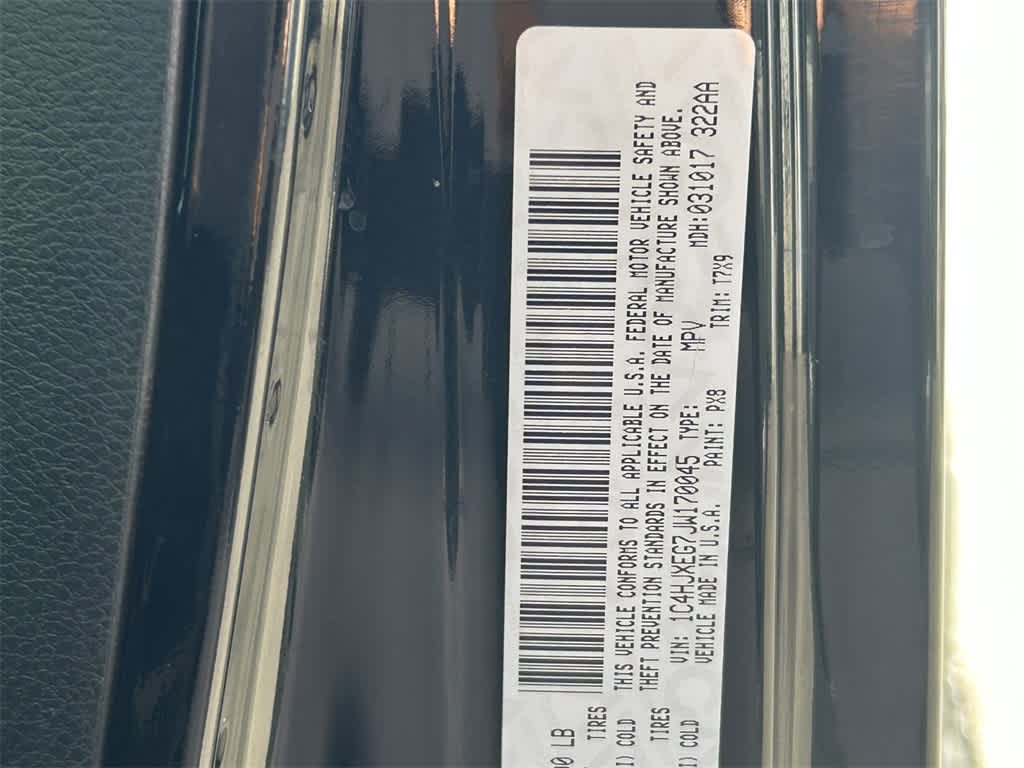 00 LB
TIRES
I) COLD
TIRES
I) COLD
THIS VEHICLE CONFORMS TO ALL APPLICABLE U.S.A. FEDERAL MOTOR VEHICLE SAFETY AND
THEFT PREVENTION STANDARDS IN EFFECT ON THE DATE OF MANUFACTURE SHOWN ABOVE.
VIN: 1C4HJXEG7JW170045 TYPE: MPV MDH:031017 322AA
VEHICLE MADE IN U.S.A. PAINT: PX8 TRIM: T7X9